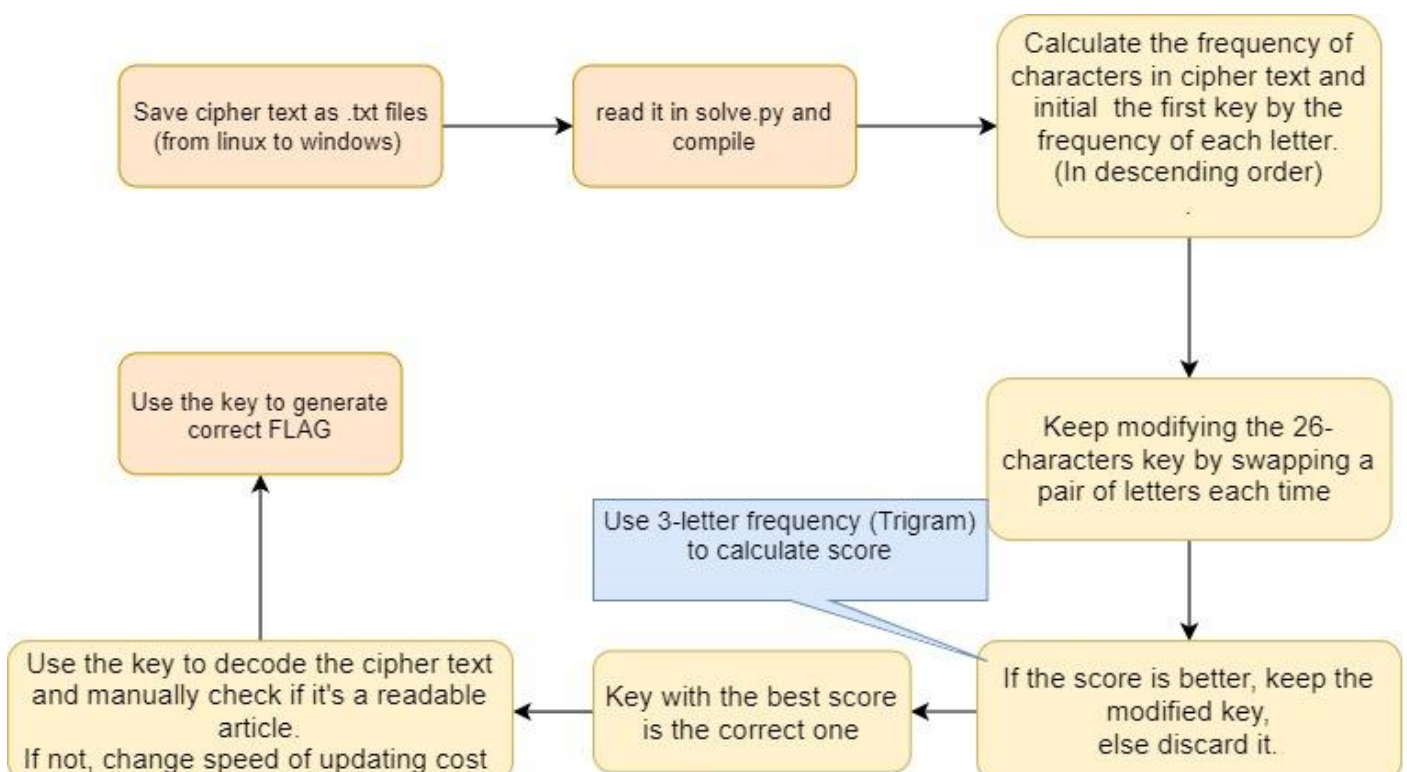 Save cipher text as .txt files
(from linux to windows)
read it in solve.py and
compile
Calculate the frequency of
characters in cipher text and
initial the first key by the
frequency of each letter.
(In descending order)
.
Keep modifying the 26-
characters key by swapping a
pair of letters each time
Use 3-letter frequency (Trigram)
to calculate score
If the score is better, keep the
modified key,
else discard it.
Key with the best score
is the correct one
Use the key to decode the cipher text
and manually check if it's a readable
article.
If not, change speed of updating cost
Use the key to generate
correct FLAG